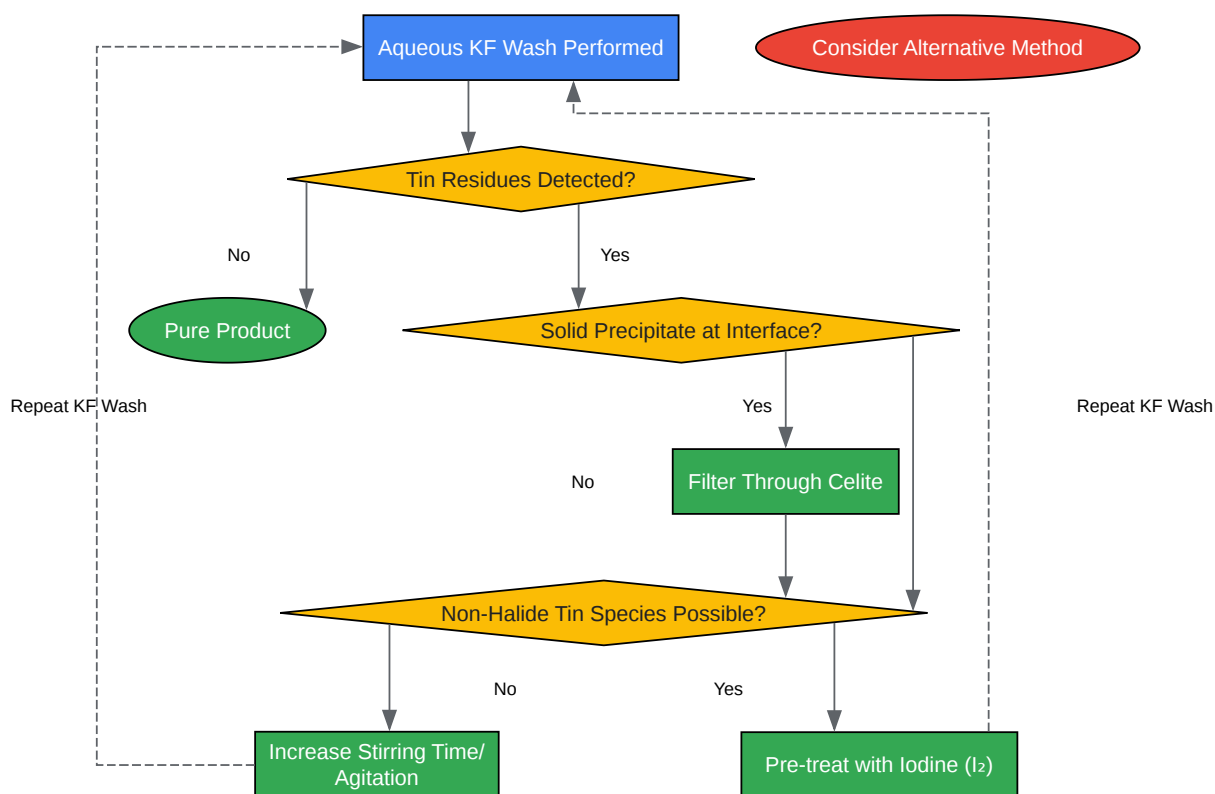 Aqueous KF Wash Performed
Consider Alternative Method
Tin Residues Detected?
No
Yes
Pure Product
Solid Precipitate at Interface?
Repeat KF Wash
Yes
Repeat KF Wash
Filter Through Celite
No
Non-Halide Tin Species Possible?
No
Yes
Increase Stirring Time/
Agitation
Pre-treat with Iodine (I₂)